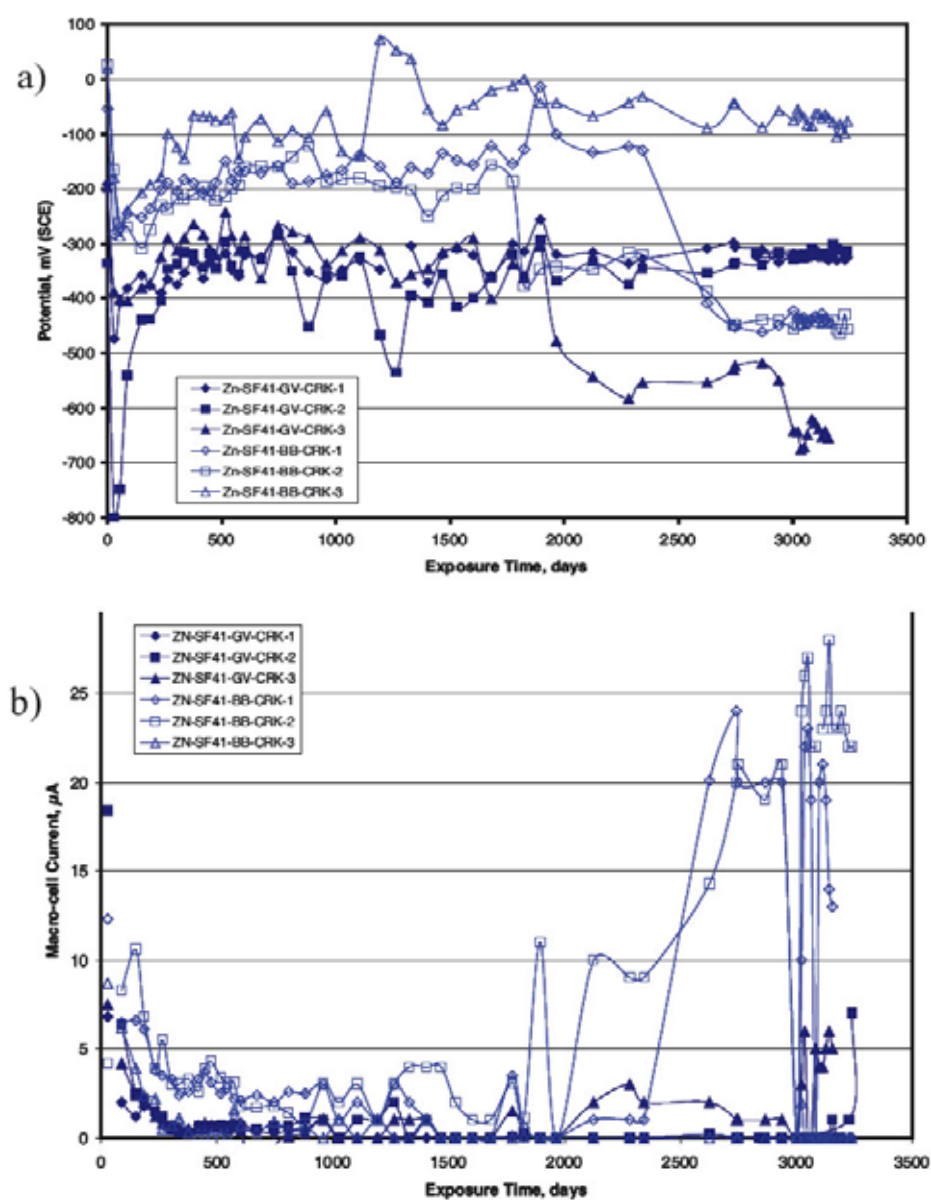 a)
100
0
-100
-200
-300
-400
-500
-600
-700
-800
Potential, mV (SCE)
Zn-SF41-GV-CRK-1
Zn-SF41-GV-CRK-2
Zn-SF41-GV-CRK-3
Zn-SF41-BB-CRK-1
Zn-SF41-BB-CRK-2
Zn-SF41-BB-CRK-3
0 500 1000 1500 2000 2500 3000 3500
Exposure Time, days
b)
25
20
15
10
5
0
Macro-cell Current, µA
ZN-SF41-GV-CRK-1
ZN-SF41-GV-CRK-2
ZN-SF41-GV-CRK-3
ZN-SF41-BB-CRK-1
ZN-SF41-BB-CRK-2
ZN-SF41-BB-CRK-3
0 500 1000 1500 2000 2500 3000 3500
Exposure Time, days